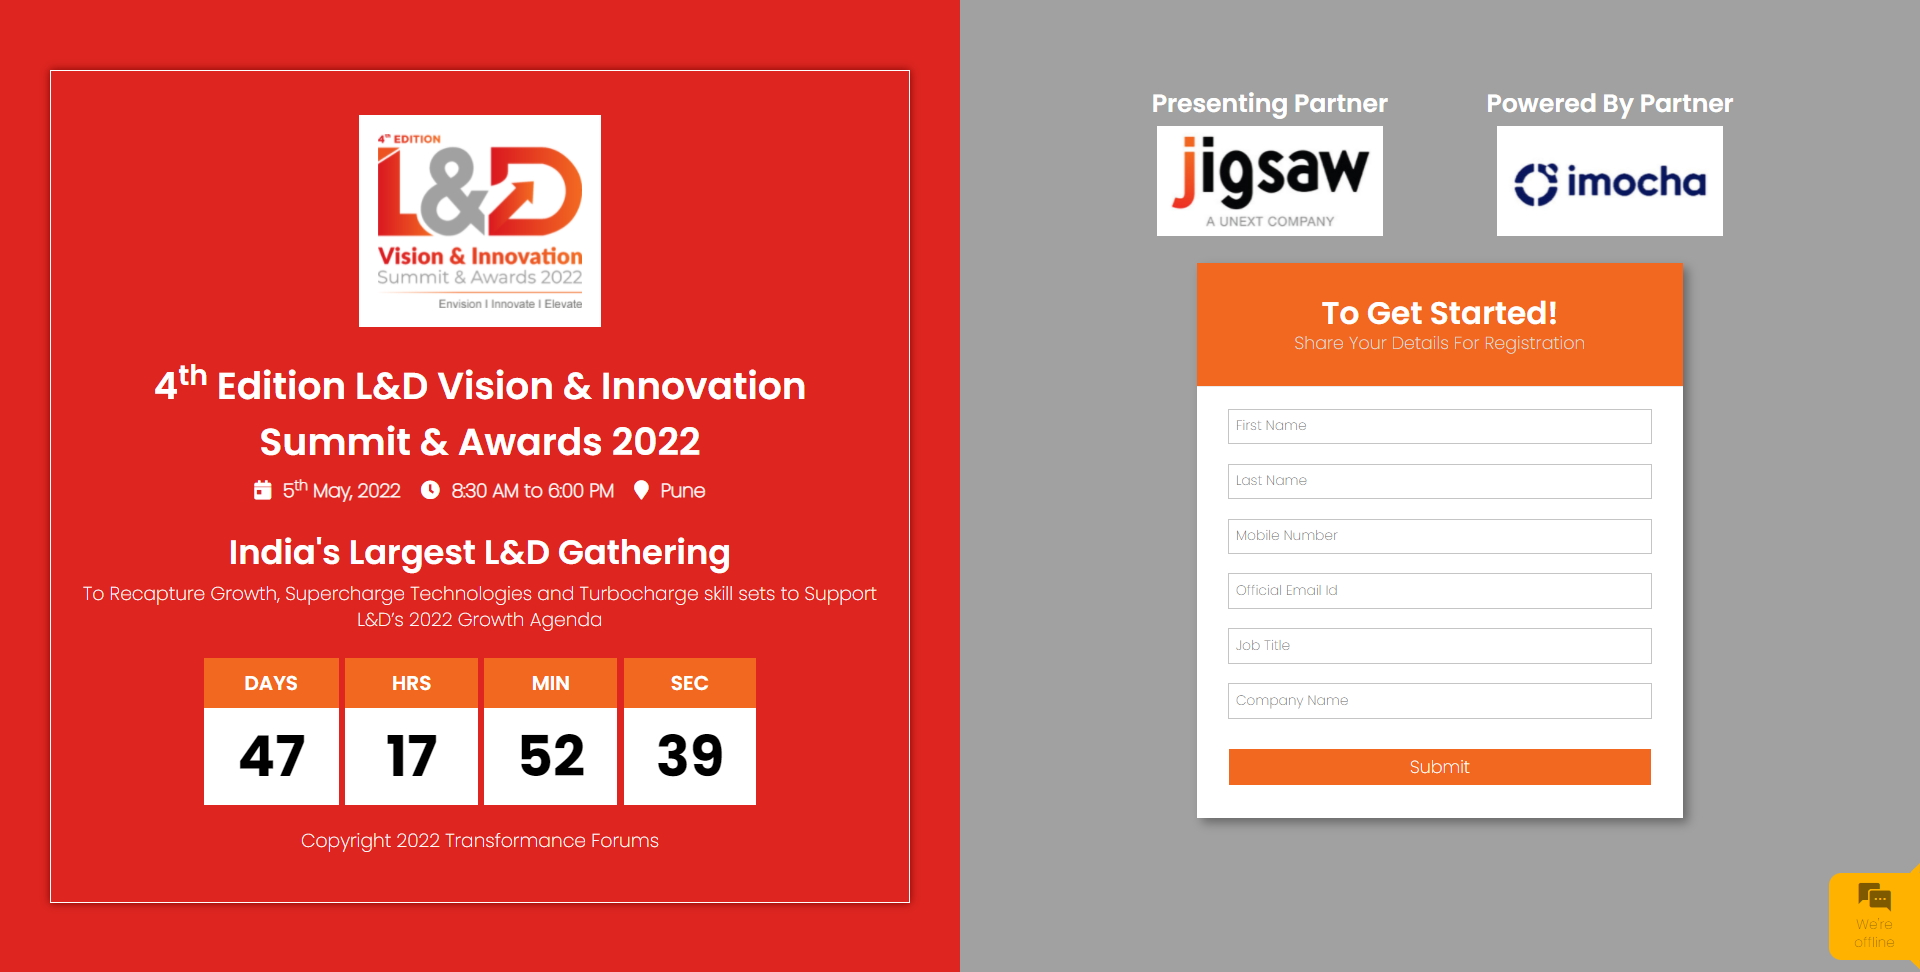 4th EDITION
L&D
Vision & Innovation
Summit & Awards 2022
Envision I Innovate I Elevate
4th Edition L&D Vision & Innovation
Summit & Awards 2022
5th May, 2022 8:30 AM to 6:00 PM Pune
India's Largest L&D Gathering
To Recapture Growth, Supercharge Technologies and Turbocharge skill sets to Support
L&D’s 2022 Growth Agenda
DAYS HRS MIN SEC
47 17 52 39
Copyright 2022 Transformance Forums
Presenting Partner
jigsaw
A UNEXT COMPANY
Powered By Partner
imocha
To Get Started!
Share Your Details For Registration
First Name
Last Name
Mobile Number
Official Email Id
Job Title
Company Name
Submit
We're
offline